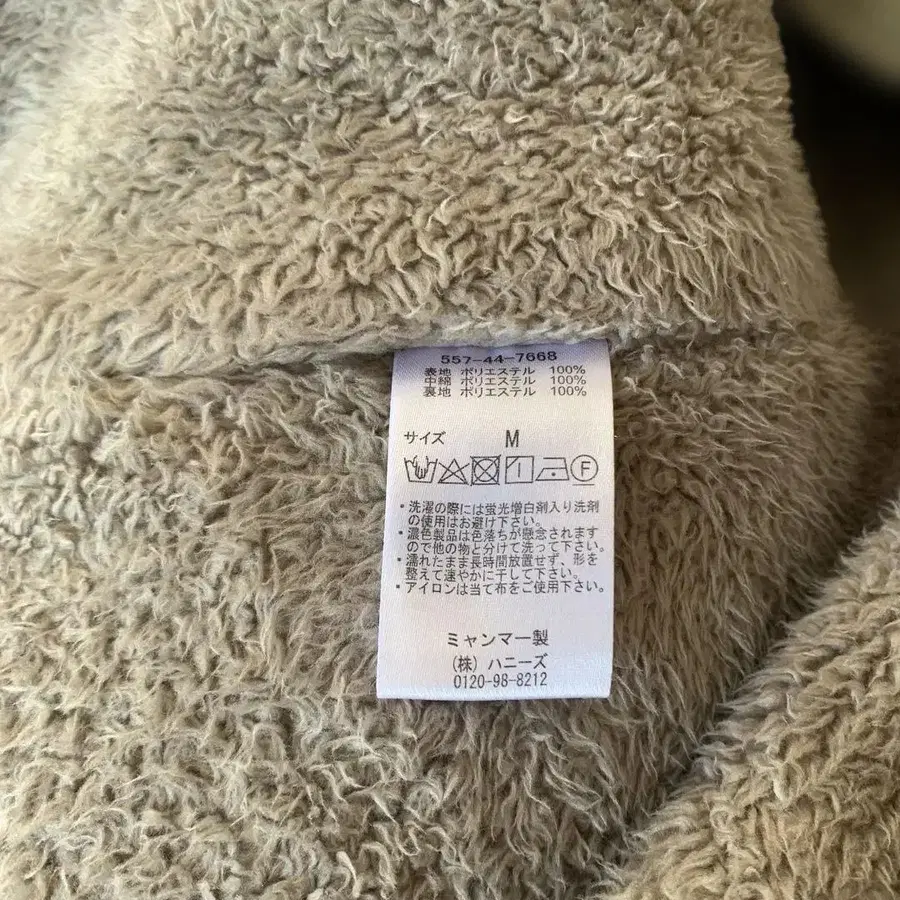 557-44-7668
表地 ポリエステル 100%
中綿 ポリエステル 100%
裏地 ポリエステル 100%
サイズ M
F
・洗濯の際には蛍光増白剤入り洗剤
の使用はお避け下さい。
・濃色製品は色落ちが懸念されます
ので他の物と分けて洗って下さい。
・濡れたまま長時間放置せず、形を
整えて速やかに干して下さい。
・アイロンは当て布をご使用下さい。
ミャンマー製
(株) ハニーズ
0120-98-8212